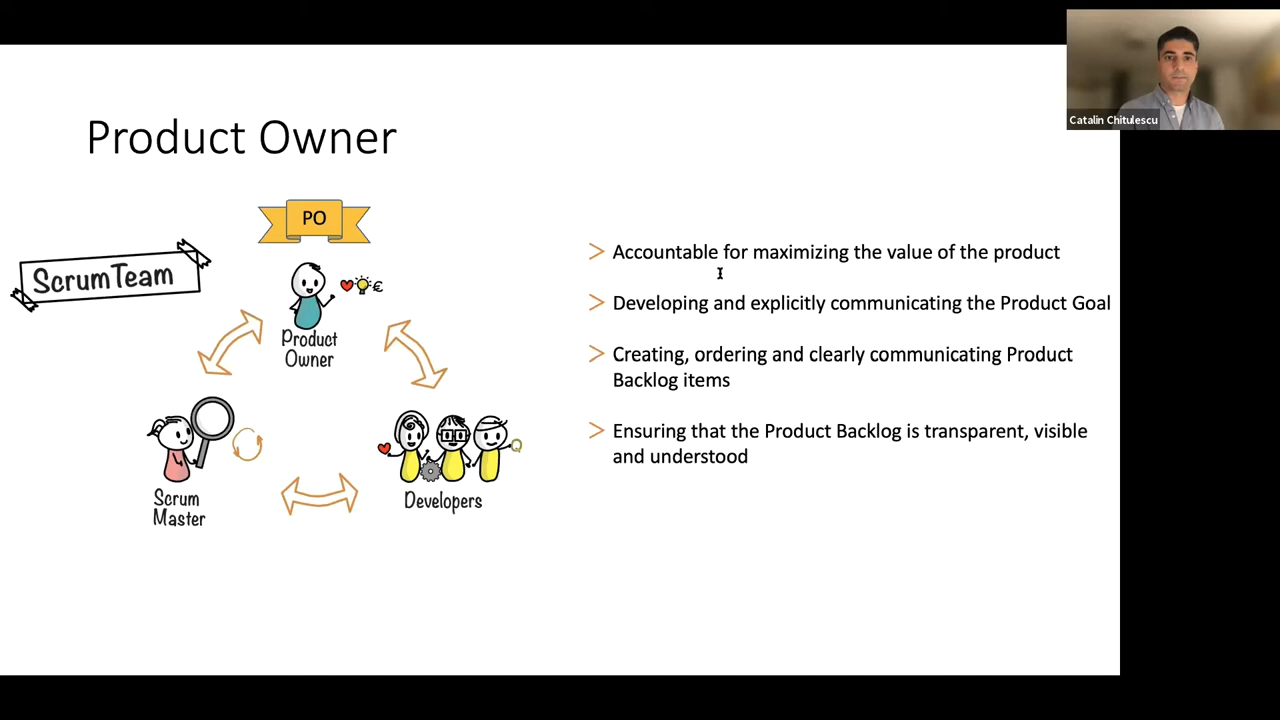 Catalin Chitulescu
Product Owner
PO
ScrumTeam
Product
Owner
Scrum
Master
Developers
> Accountable for maximizing the value of the product
> Developing and explicitly communicating the Product Goal
> Creating, ordering and clearly communicating Product
Backlog items
> Ensuring that the Product Backlog is transparent, visible
and understood
€